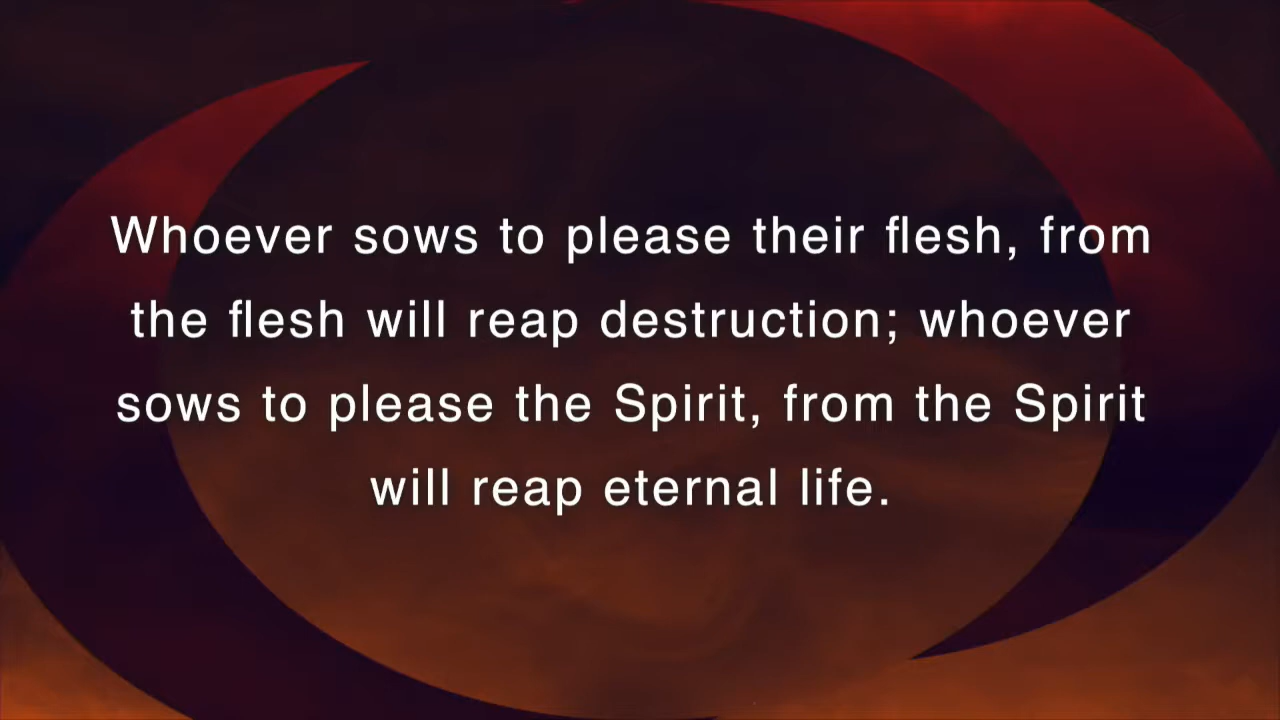 Whoever sows to please their flesh, from
the flesh will reap destruction; whoever
sows to please the Spirit, from the Spirit
will reap eternal life.